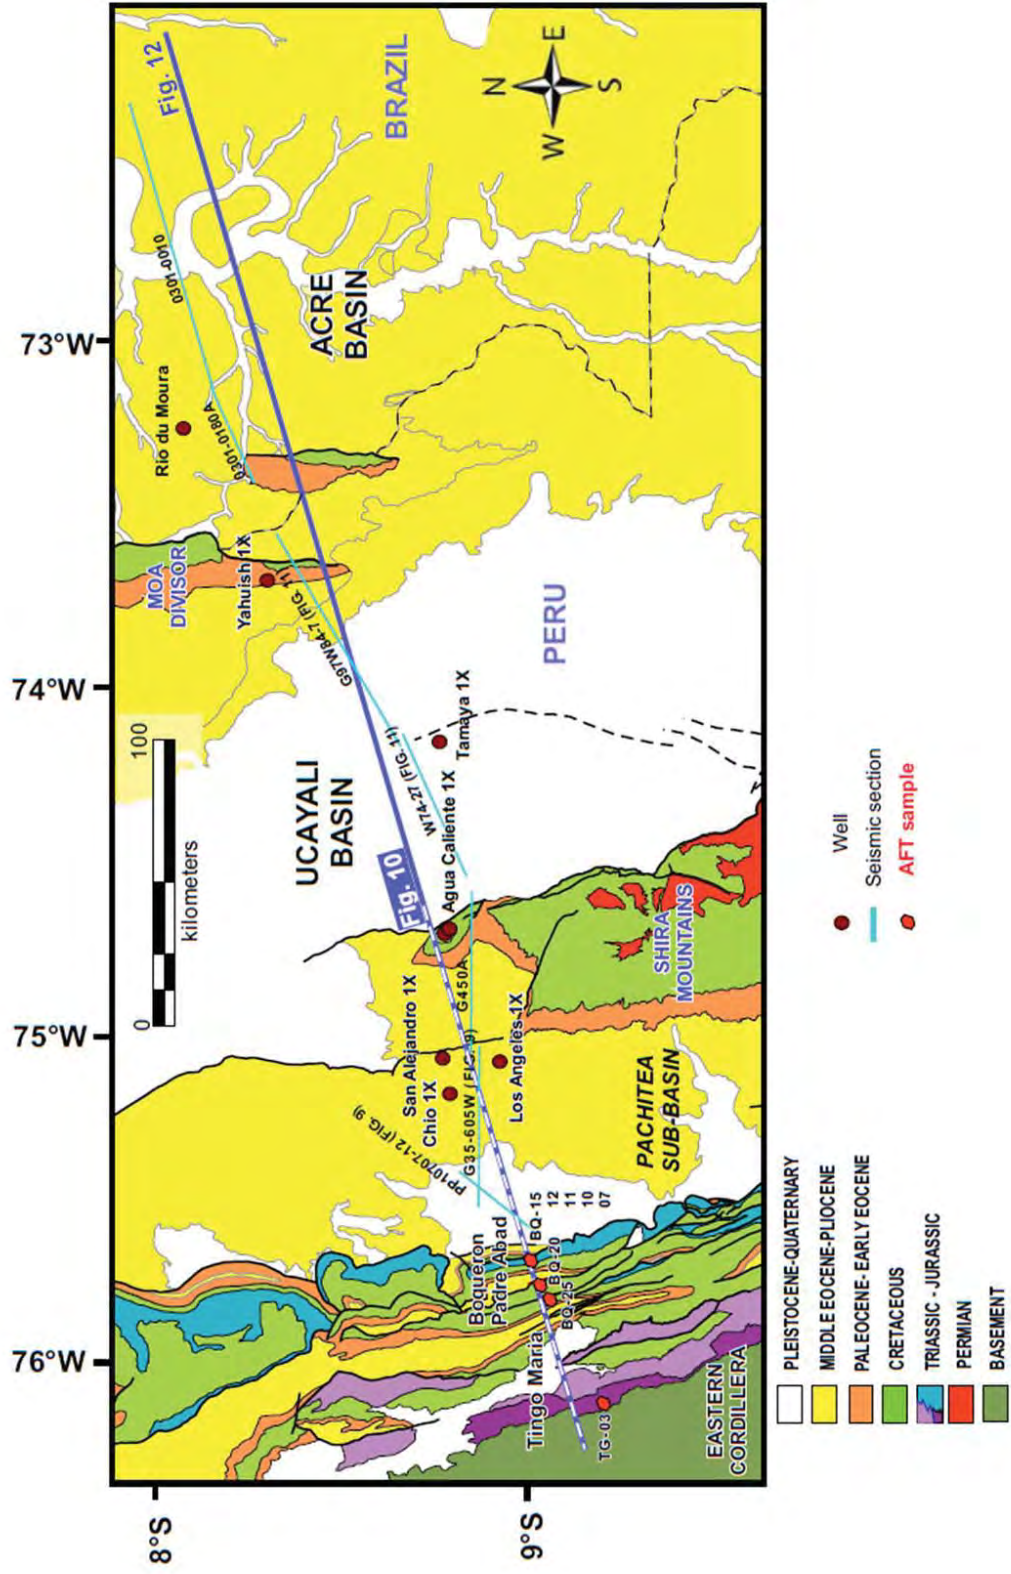 73°W
74°W
75°W
76°W
8°S
9°S
Fig. 12
BRAZIL
N
E
S
W
0301-0010
ACRE
BASIN
Rio du Moura
0301-0180A
MOA
DIVISOR
Yahuish 1X
G97W84-7 (FIG. 11)
PERU
100
0
kilometers
UCAYALI
BASIN
Tamaya 1X
W74-27 (FIG. 11)
Agua Caliente 1X
Fig. 10
SHIRA
MOUNTAINS
G450A
San Alejandro 1X
Chio 1X
Los Angeles 1X
G35-605W (FIG. 9)
PP10707-12 (FIG. 9)
PACHITEA
SUB-BASIN
Boqueron
Padre Abad
BQ-15
12
11
10
07
BQ-20
BQ-25
Tingo Maria
TG-03
EASTERN
CORDILLERA
PLEISTOCENE-QUATERNARY
MIDDLE EOCENE-PLIOCENE
PALEOCENE- EARLY EOCENE
CRETACEOUS
TRIASSIC - JURASSIC
PERMIAN
BASEMENT
Well
Seismic section
AFT sample